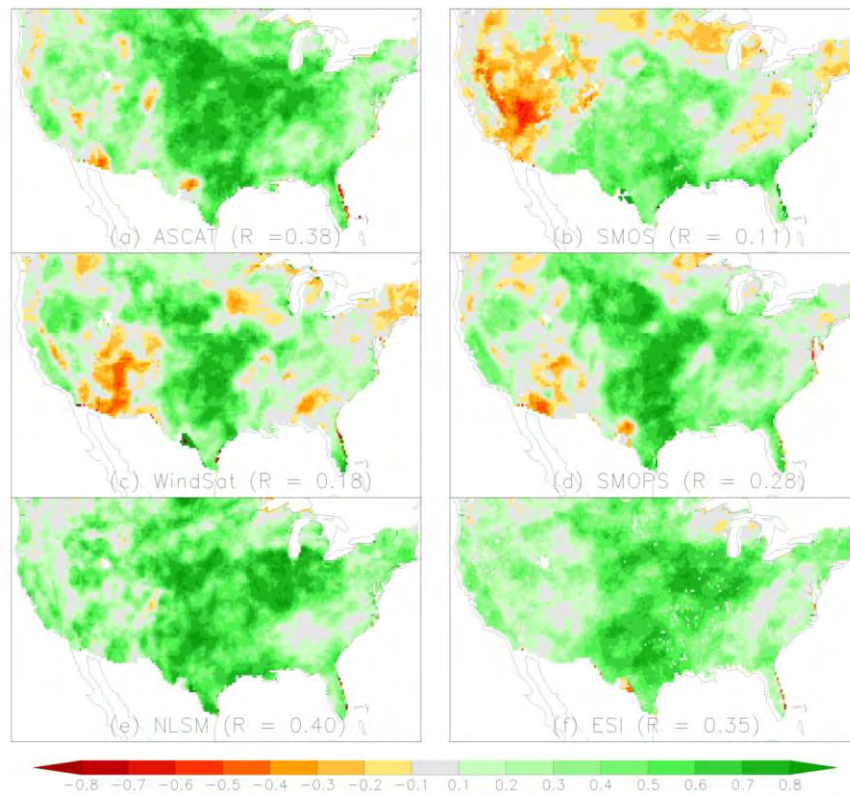 (a) ASCAT (R =0.38)
(b) SMOS (R =0.11)
(c) WindSat (R = 0.18)
(d) SMOPS (R = 0.28)
(e) NLSM (R = 0.40)
(f) ESI (R = 0.35)
-0.8 -0.7 -0.6 -0.5 -0.4 -0.3 -0.2 -0.1 0.1 0.2 0.3 0.4 0.5 0.6 0.7 0.8